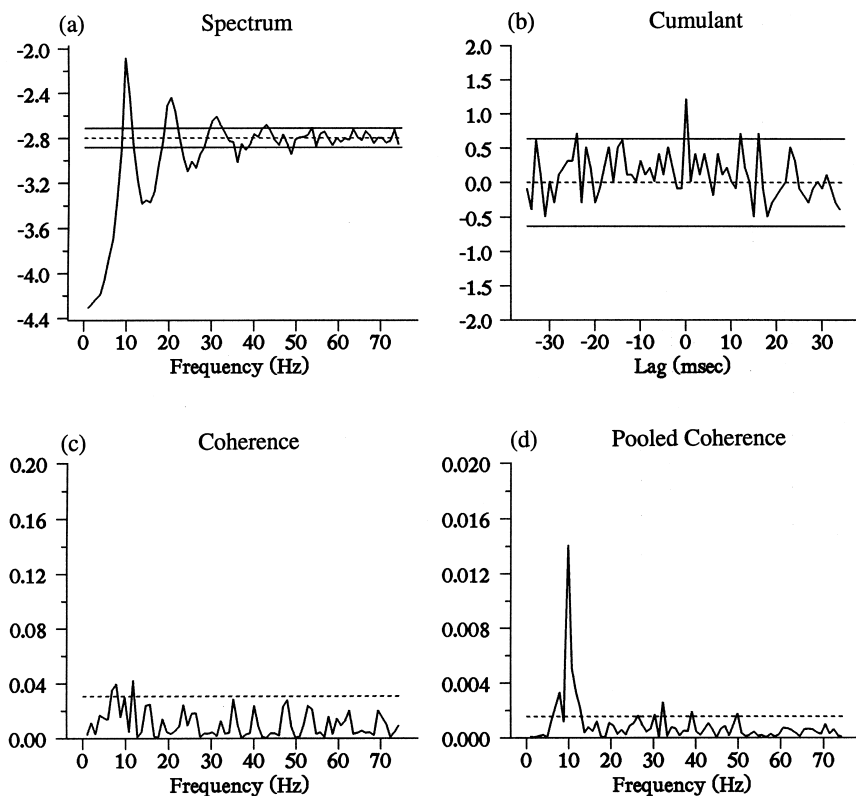 (a) Spectrum
-2.0
-2.4
-2.8
-3.2
-3.6
-4.0
-4.4
0 10 20 30 40 50 60 70
Frequency (Hz)
(b) Cumulant
2.0
1.5
1.0
0.5
0.0
-0.5
-1.0
-1.5
-2.0
-30 -20 -10 0 10 20 30
Lag (msec)
(c) Coherence
0.20
0.16
0.12
0.08
0.04
0.00
0 10 20 30 40 50 60 70
Frequency (Hz)
(d) Pooled Coherence
0.020
0.016
0.012
0.008
0.004
0.000
0 10 20 30 40 50 60 70
Frequency (Hz)